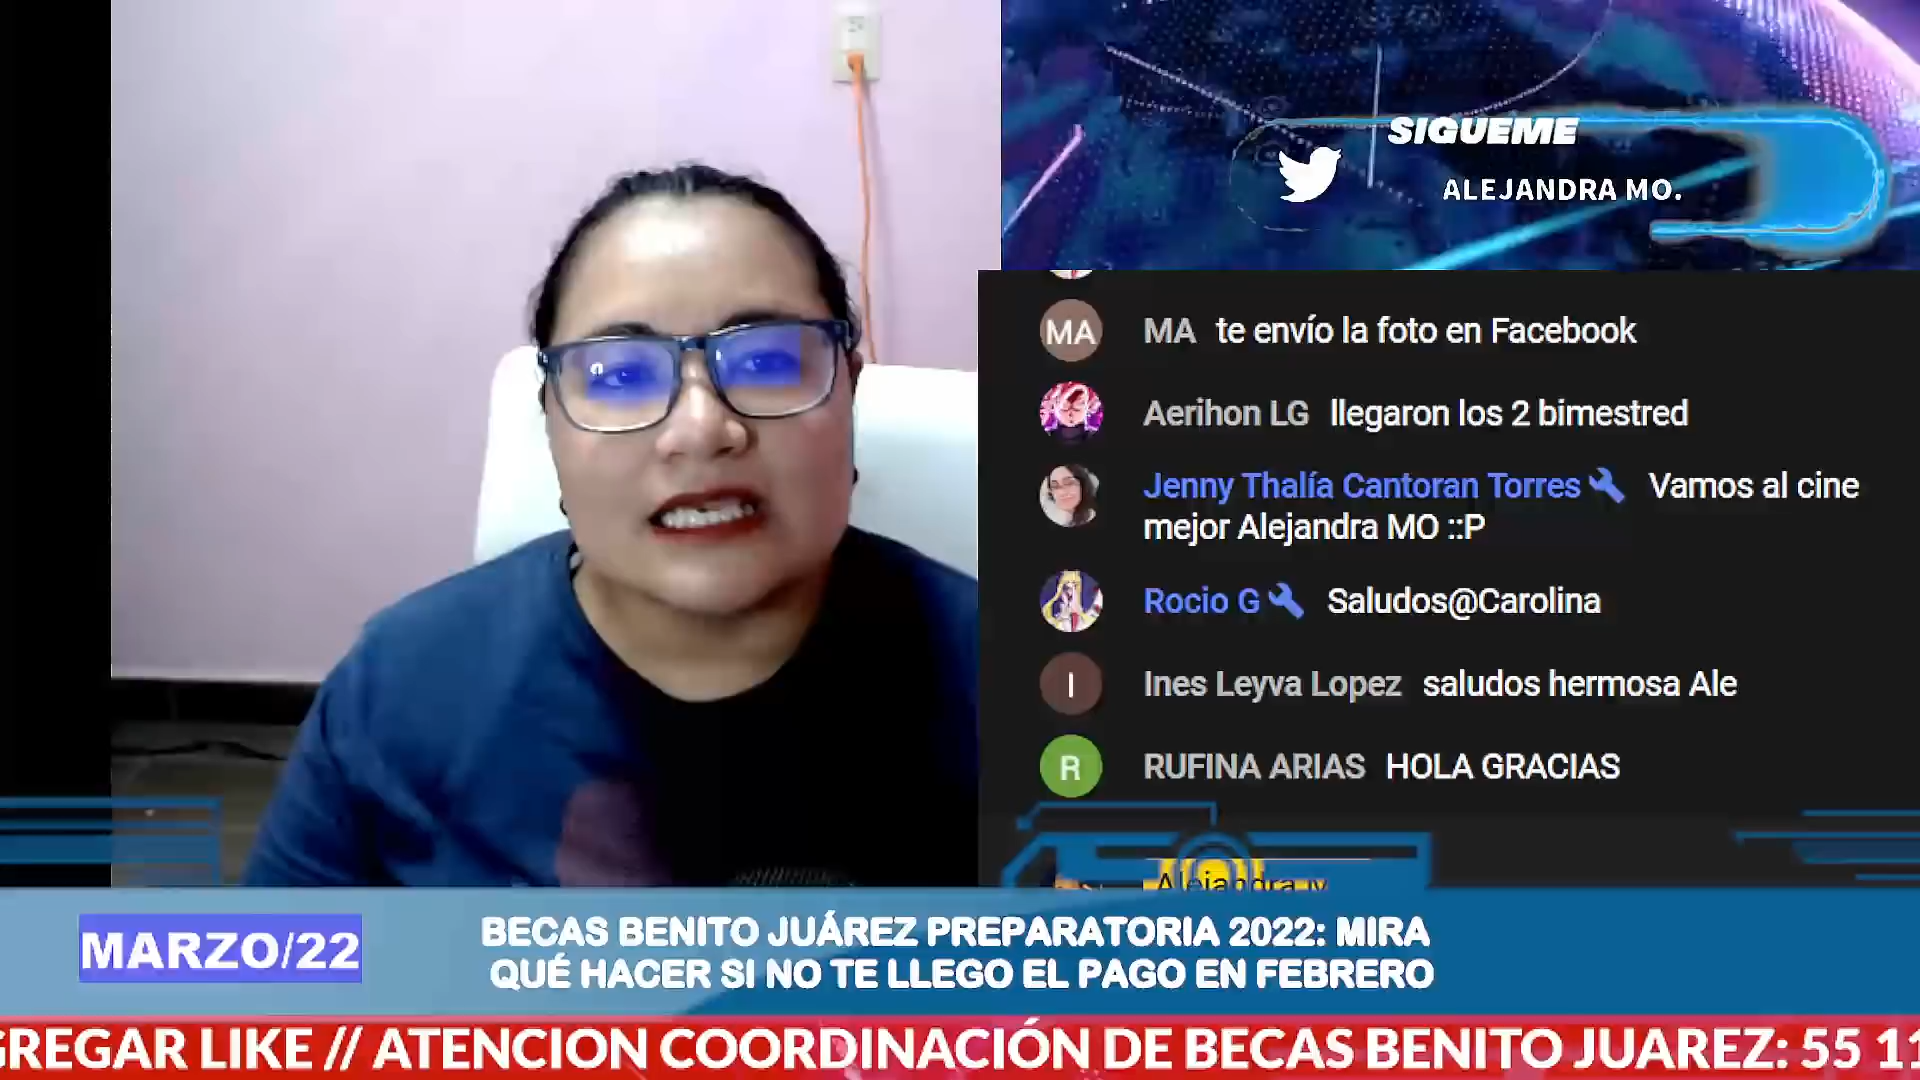 SIGUEME
ALEJANDRA MO.
MA MA te envío la foto en Facebook
Aerihon LG llegaron los 2 bimestred
Jenny Thalía Cantoran Torres Vamos al cine
mejor Alejandra MO ::P
Rocio G Saludos@Carolina
I Ines Leyva Lopez saludos hermosa Ale
R RUFINA ARIAS HOLA GRACIAS
Alejandra
MARZO/22
BECAS BENITO JUÁREZ PREPARATORIA 2022: MIRA
QUÉ HACER SI NO TE LLEGO EL PAGO EN FEBRERO
GREGAR LIKE // ATENCION COORDINACIÓN DE BECAS BENITO JUAREZ: 55 11